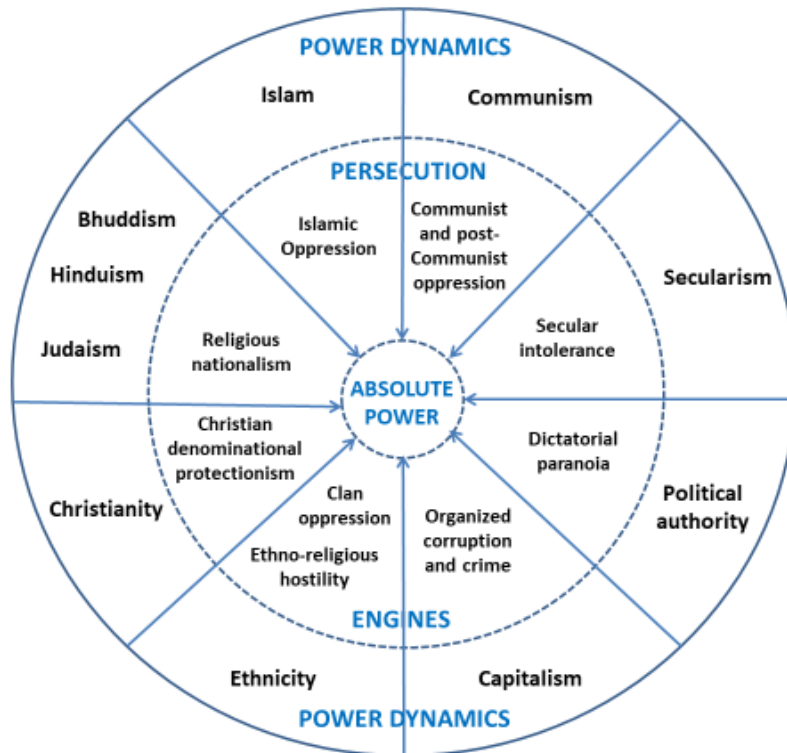 POWER DYNAMICS
Islam
Communism
PERSECUTION
Islamic
Oppression
Communist
and post-
Communist
oppression
Bhuddism
Hinduism
Judaism
Secularism
Religious
nationalism
Secular
intolerance
ABSOLUTE
POWER
Christian
denominational
protectionism
Dictatorial
paranoia
Christianity
Political
authority
Clan
oppression
Ethno-religious
hostility
Organized
corruption
and crime
ENGINES
Ethnicity
Capitalism
POWER DYNAMICS